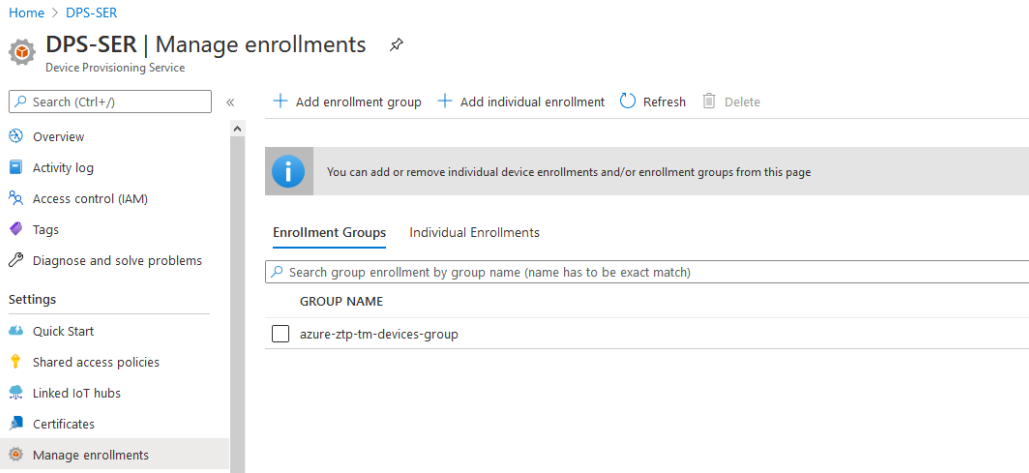 Home > DPS-SER
DPS-SER | Manage enrollments
Device Provisioning Service
Search (Ctrl+/)
«
Overview
Activity log
Access control (IAM)
Tags
Diagnose and solve problems
Settings
Quick Start
Shared access policies
Linked IoT hubs
Certificates
Manage enrollments
+ Add enrollment group + Add individual enrollment Refresh Delete
You can add or remove individual device enrollments and/or enrollment groups from this page
Enrollment Groups Individual Enrollments
Search group enrollment by group name (name has to be exact match)
GROUP NAME
azure-ztp-tm-devices-group